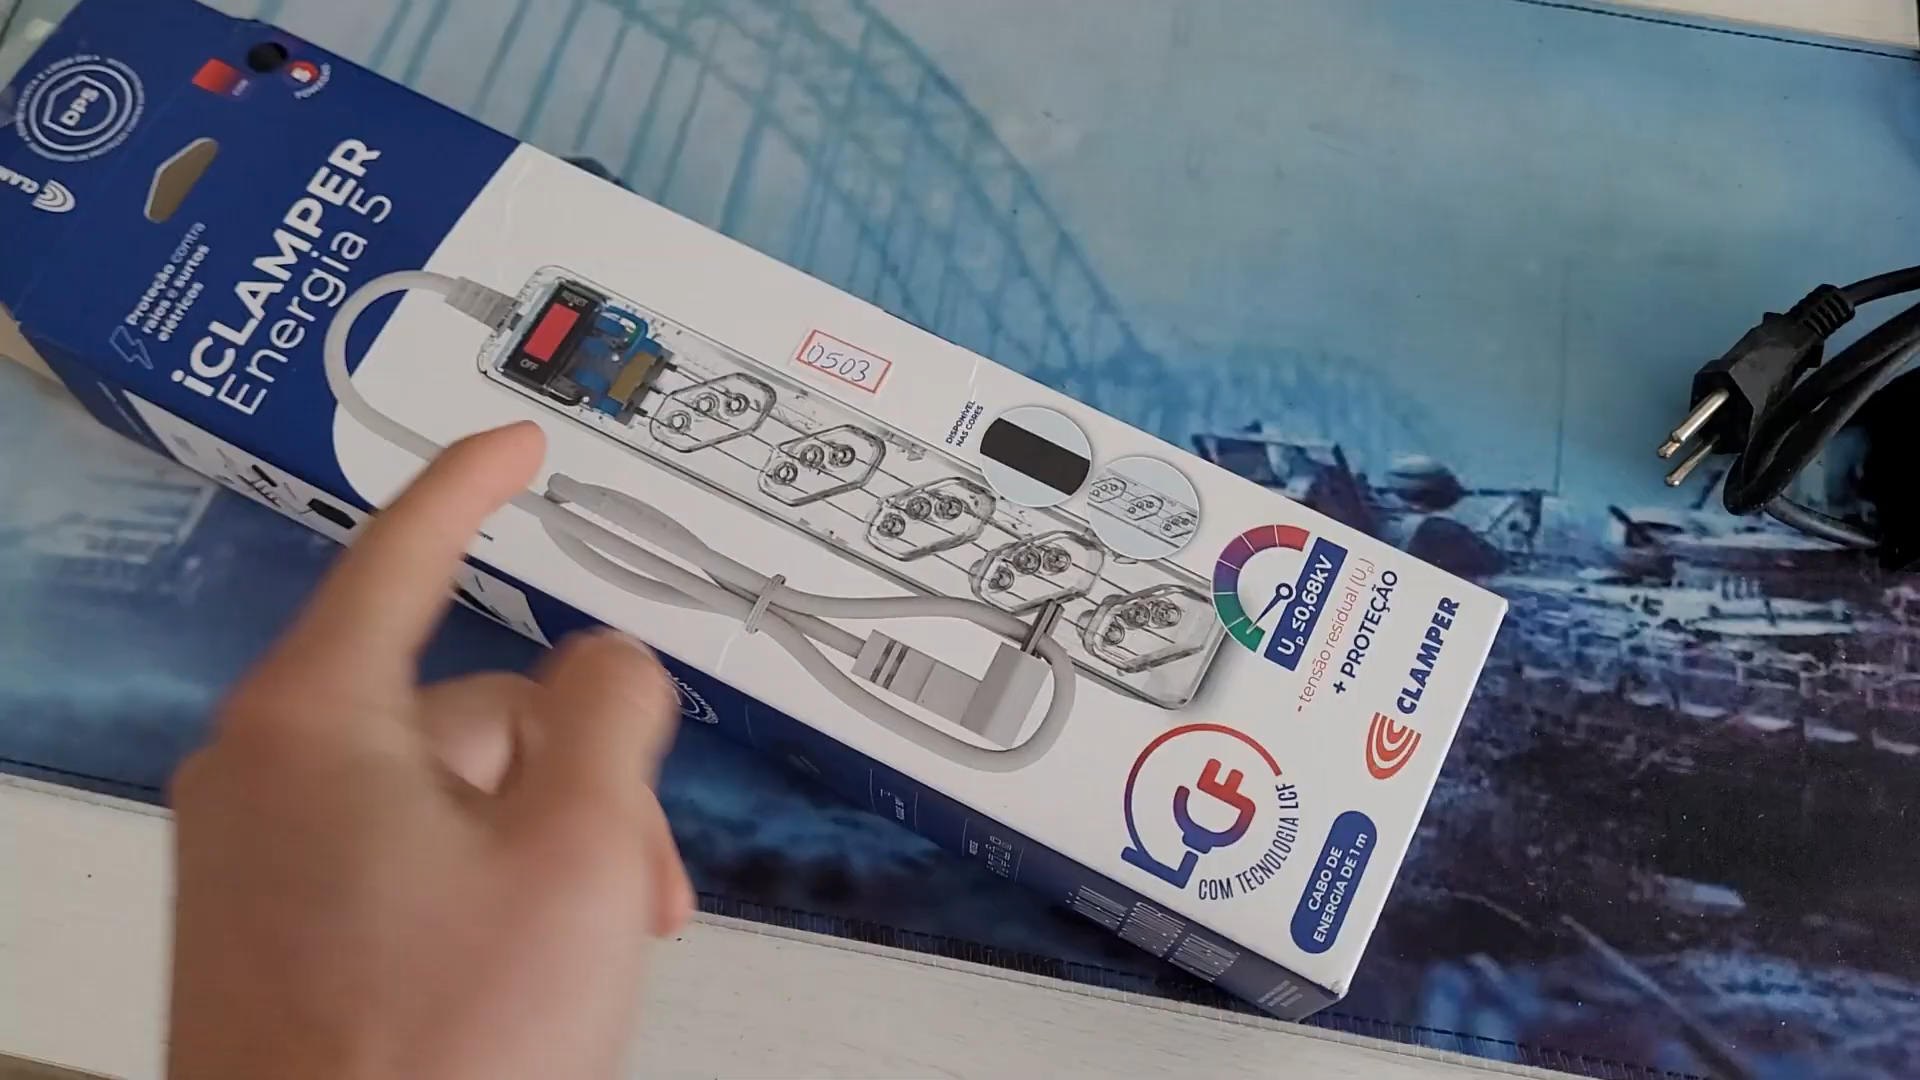 DPS
Proteção contra
raios e surtos
elétricos
iCLAMPER
Energia 5
RESET
OFF
0503
DISPONÍVEL
NAS CORES
Up ≤0,68kV
- tensão residual (Up)
+ PROTEÇÃO
CLAMPER
LCF
COM TECNOLOGIA LCF
CABO DE
ENERGIA DE 1 m